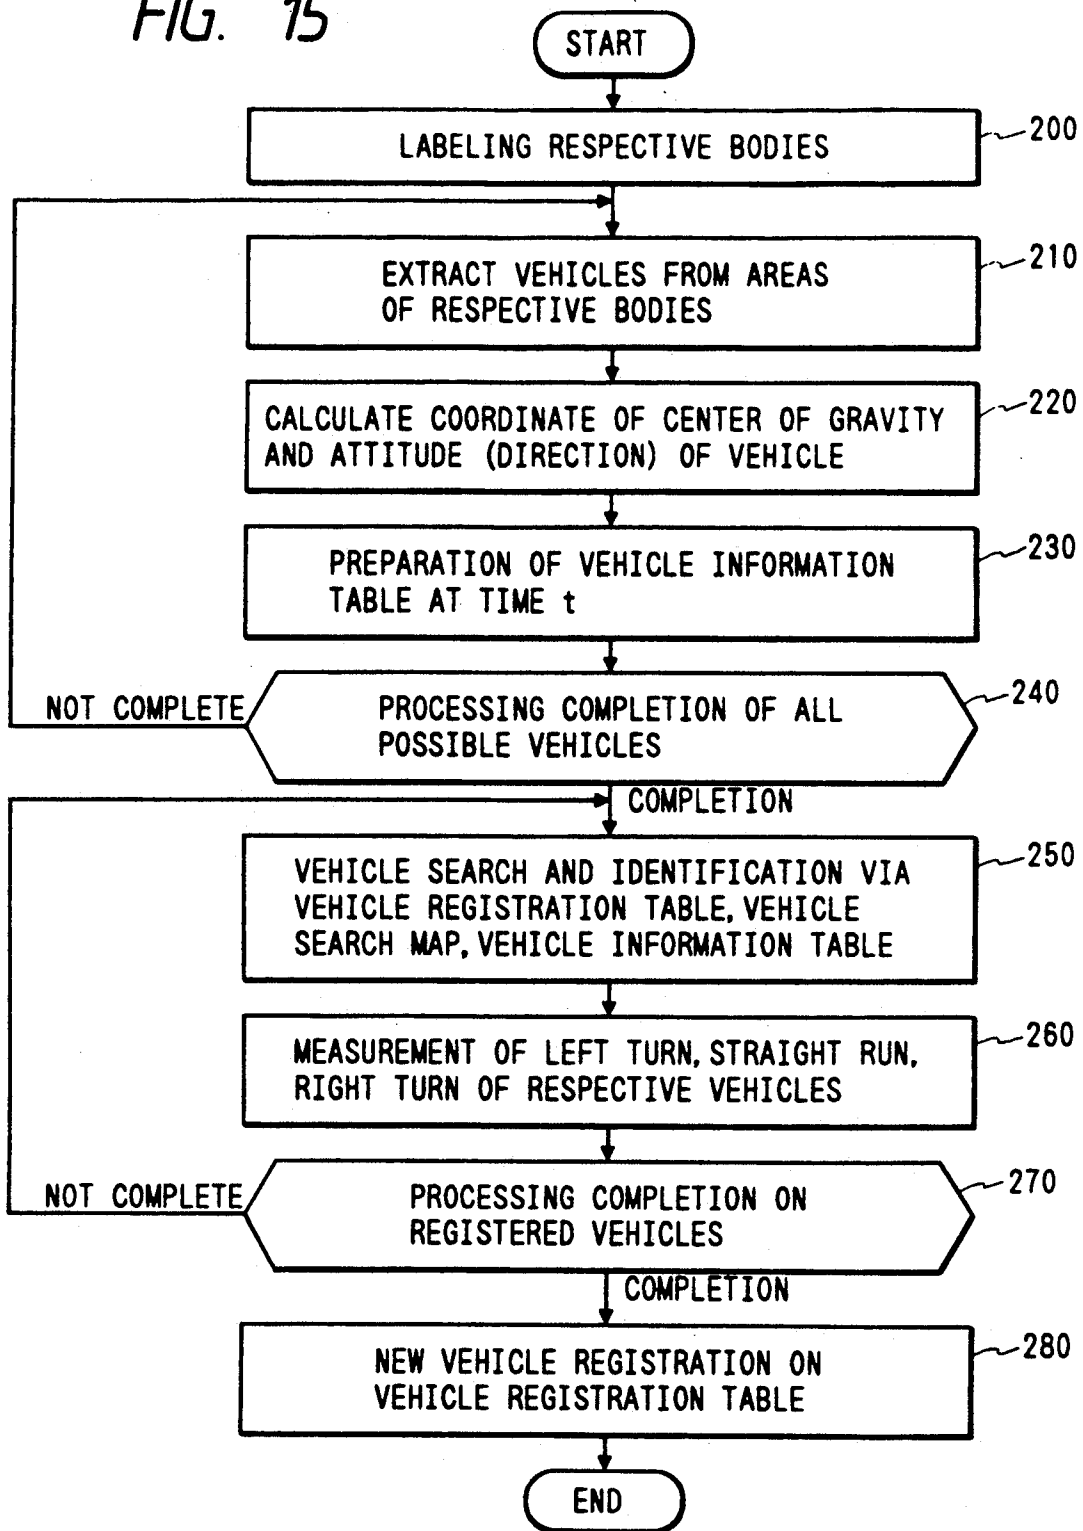 FIG. 15
START
LABELING RESPECTIVE BODIES
200
EXTRACT VEHICLES FROM AREAS
OF RESPECTIVE BODIES
210
CALCULATE COORDINATE OF CENTER OF GRAVITY
AND ATTITUDE (DIRECTION) OF VEHICLE
220
PREPARATION OF VEHICLE INFORMATION
TABLE AT TIME t
230
NOT COMPLETE
PROCESSING COMPLETION OF ALL
POSSIBLE VEHICLES
240
COMPLETION
VEHICLE SEARCH AND IDENTIFICATION VIA
VEHICLE REGISTRATION TABLE, VEHICLE
SEARCH MAP, VEHICLE INFORMATION TABLE
250
MEASUREMENT OF LEFT TURN, STRAIGHT RUN,
RIGHT TURN OF RESPECTIVE VEHICLES
260
NOT COMPLETE
PROCESSING COMPLETION ON
REGISTERED VEHICLES
270
COMPLETION
NEW VEHICLE REGISTRATION ON
VEHICLE REGISTRATION TABLE
280
END